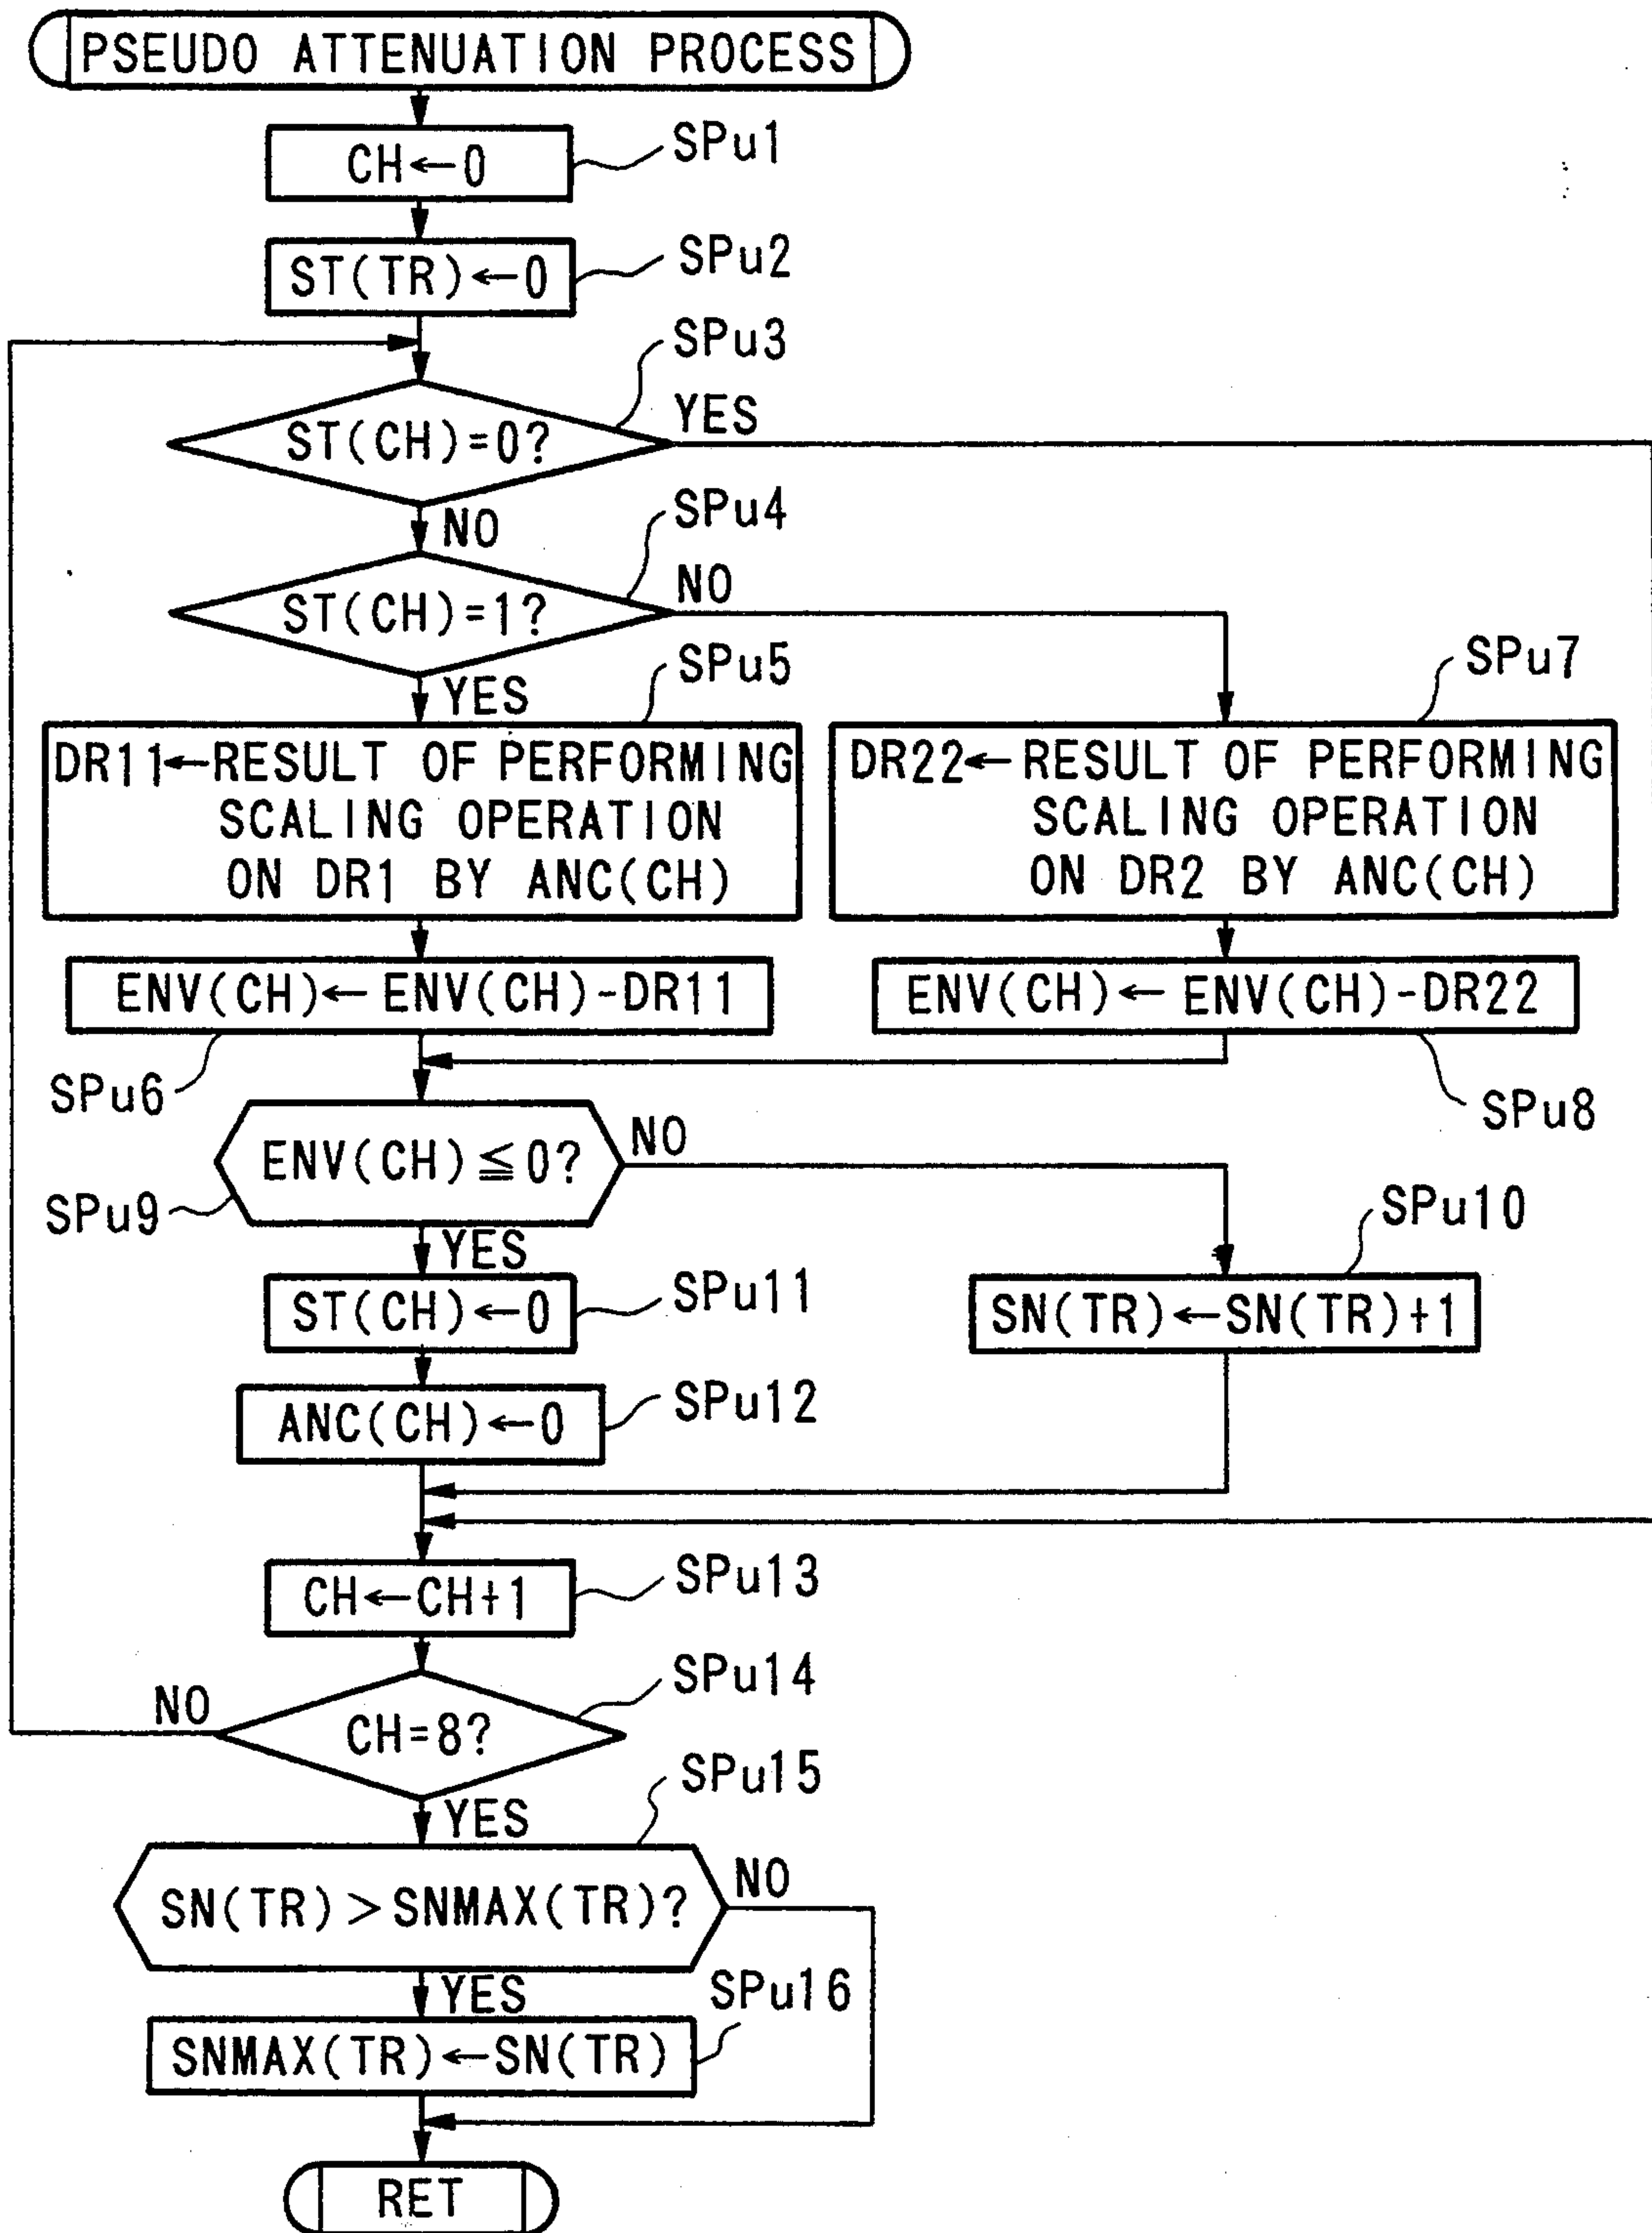 PSEUDO ATTENUATION PROCESS
CH←0
SPu1
ST(TR)←0
SPu2
SPu3
ST(CH)=0?
YES
NO
SPu4
ST(CH)=1?
NO
YES
SPu5
SPu7
DR11←RESULT OF PERFORMING
SCALING OPERATION
ON DR1 BY ANC(CH)
DR22←RESULT OF PERFORMING
SCALING OPERATION
ON DR2 BY ANC(CH)
ENV(CH)←ENV(CH)-DR11
ENV(CH)←ENV(CH)-DR22
SPu6
SPu8
ENV(CH)≦0?
NO
SPu9
YES
SPu10
ST(CH)←0
SPu11
SN(TR)←SN(TR)+1
ANC(CH)←0
SPu12
CH←CH+1
SPu13
SPu14
NO
CH=8?
YES
SPu15
SN(TR)>SNMAX(TR)?
NO
YES
SPu16
SNMAX(TR)←SN(TR)
RET